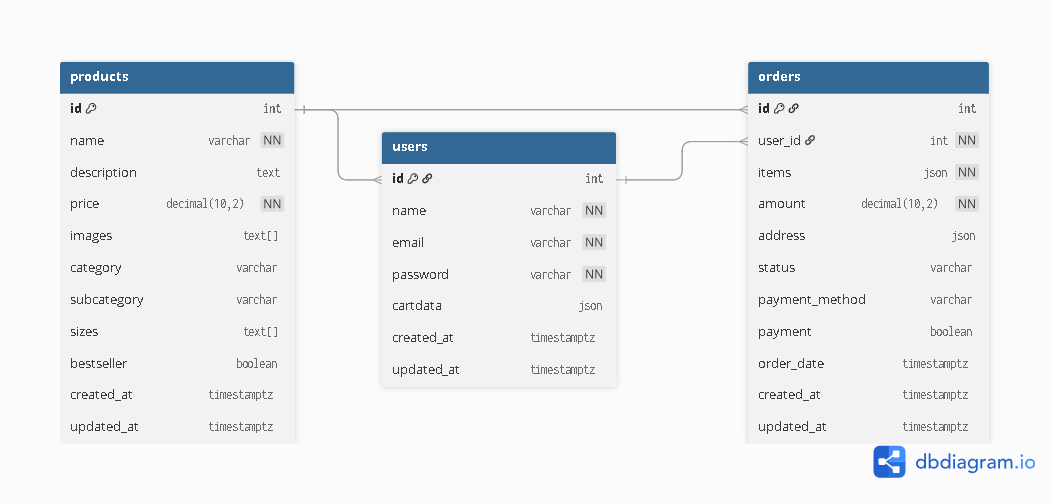 products
id int
name varchar NN
description text
price decimal(10,2) NN
images text[]
category varchar
subcategory varchar
sizes text[]
bestseller boolean
created_at timestamptz
updated_at timestamptz
users
id int
name varchar NN
email varchar NN
password varchar NN
cartdata json
created_at timestamptz
updated_at timestamptz
orders
id int
user_id int NN
items json NN
amount decimal(10,2) NN
address json
status varchar
payment_method varchar
payment boolean
order_date timestamptz
created_at timestamptz
updated_at timestamptz
dbdiagram.io